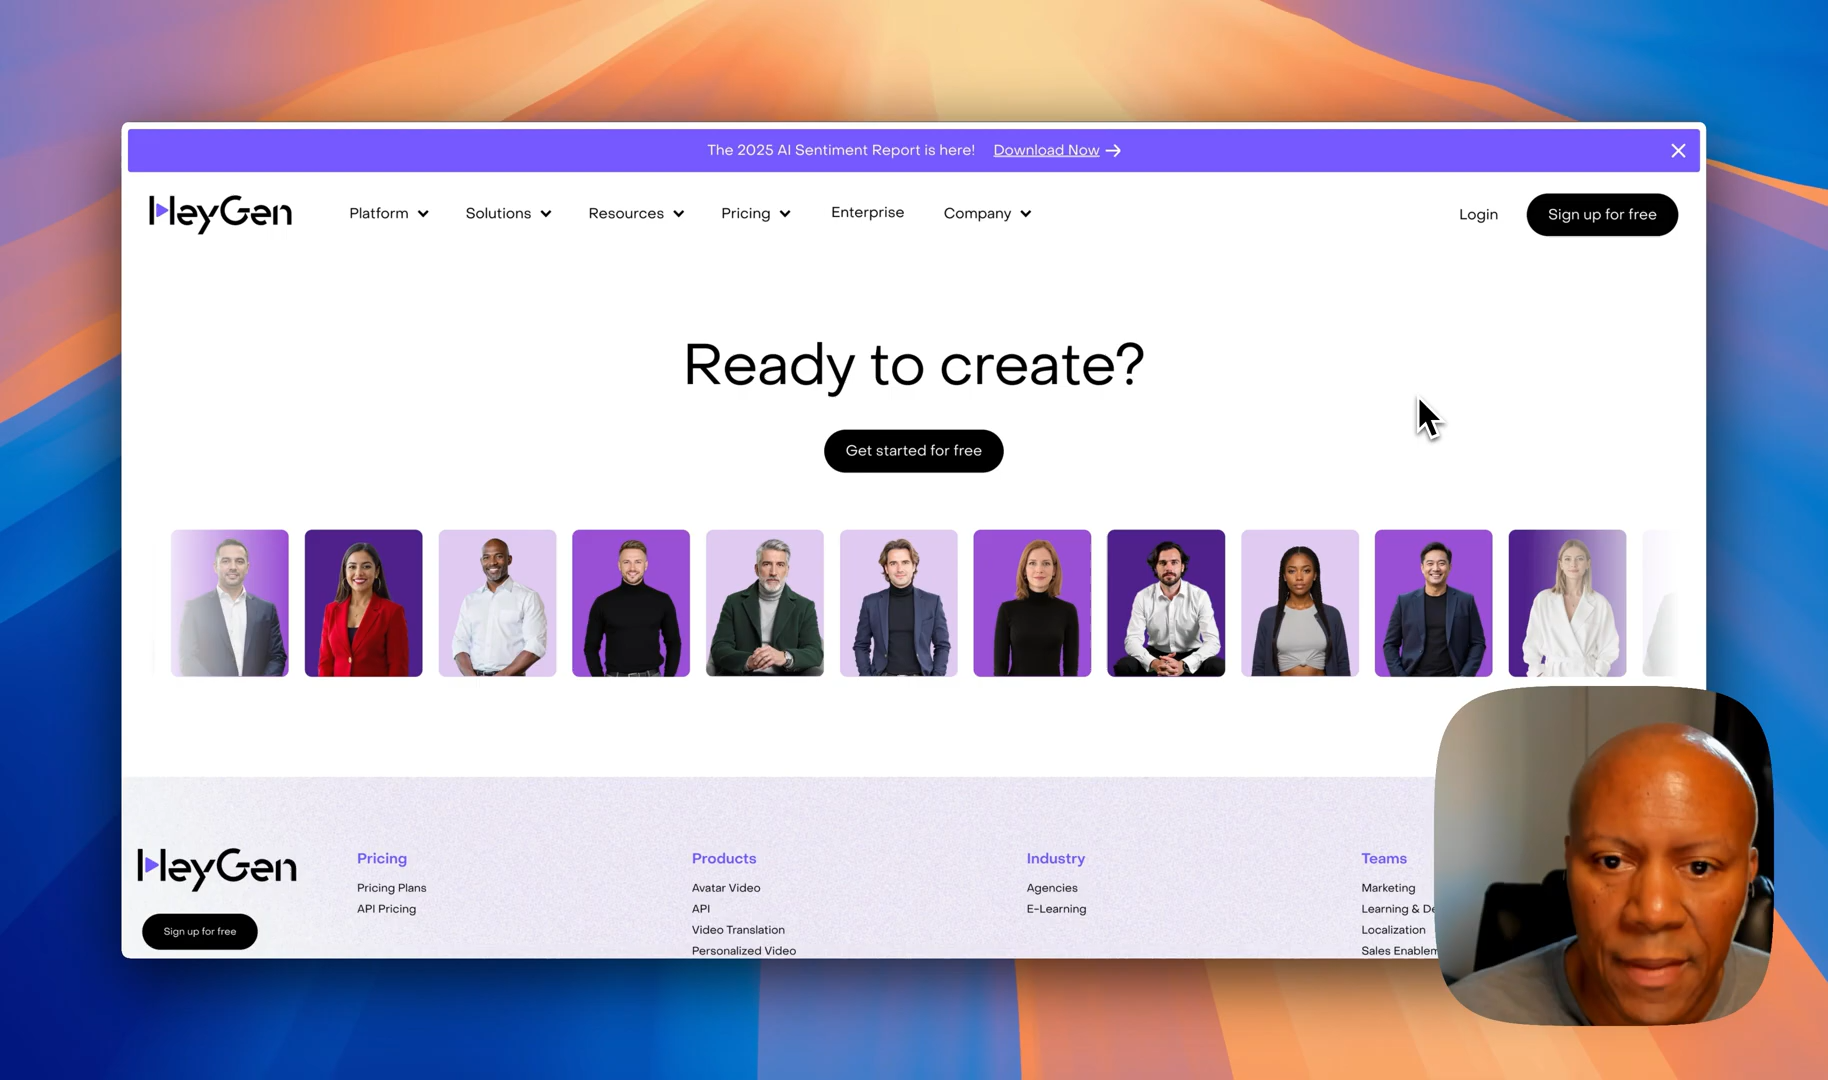 The 2025 AI Sentiment Report is here! Download Now →
HeyGen Platform Solutions Resources Pricing Enterprise Company Login Sign up for free
Ready to create?
Get started for free
HeyGen
Sign up for free
Pricing
Pricing Plans
API Pricing
Products
Avatar Video
API
Video Translation
Personalized Video
Industry
Agencies
E-Learning
Teams
Marketing
Learning & De
Localization
Sales Enablem